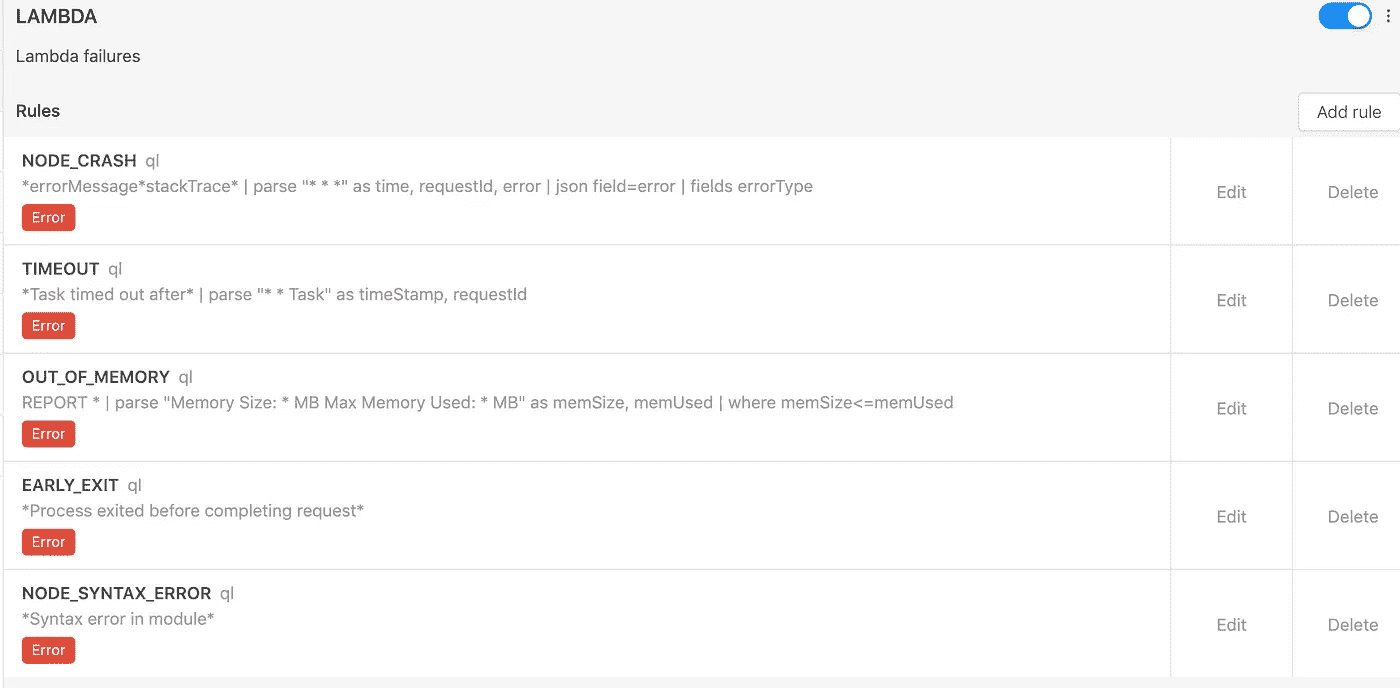 LAMBDA
Lambda failures
Rules
Add rule
NODE_CRASH ql
*errorMessage*stackTrace* | parse "* * *" as time, requestId, error | json field=error | fields errorType
Error
Edit
Delete
TIMEOUT ql
*Task timed out after* | parse "* * Task" as timeStamp, requestId
Error
Edit
Delete
OUT_OF_MEMORY ql
REPORT * | parse "Memory Size: * MB Max Memory Used: * MB" as memSize, memUsed | where memSize<=memUsed
Error
Edit
Delete
EARLY_EXIT ql
*Process exited before completing request*
Error
Edit
Delete
NODE_SYNTAX_ERROR ql
*Syntax error in module*
Error
Edit
Delete